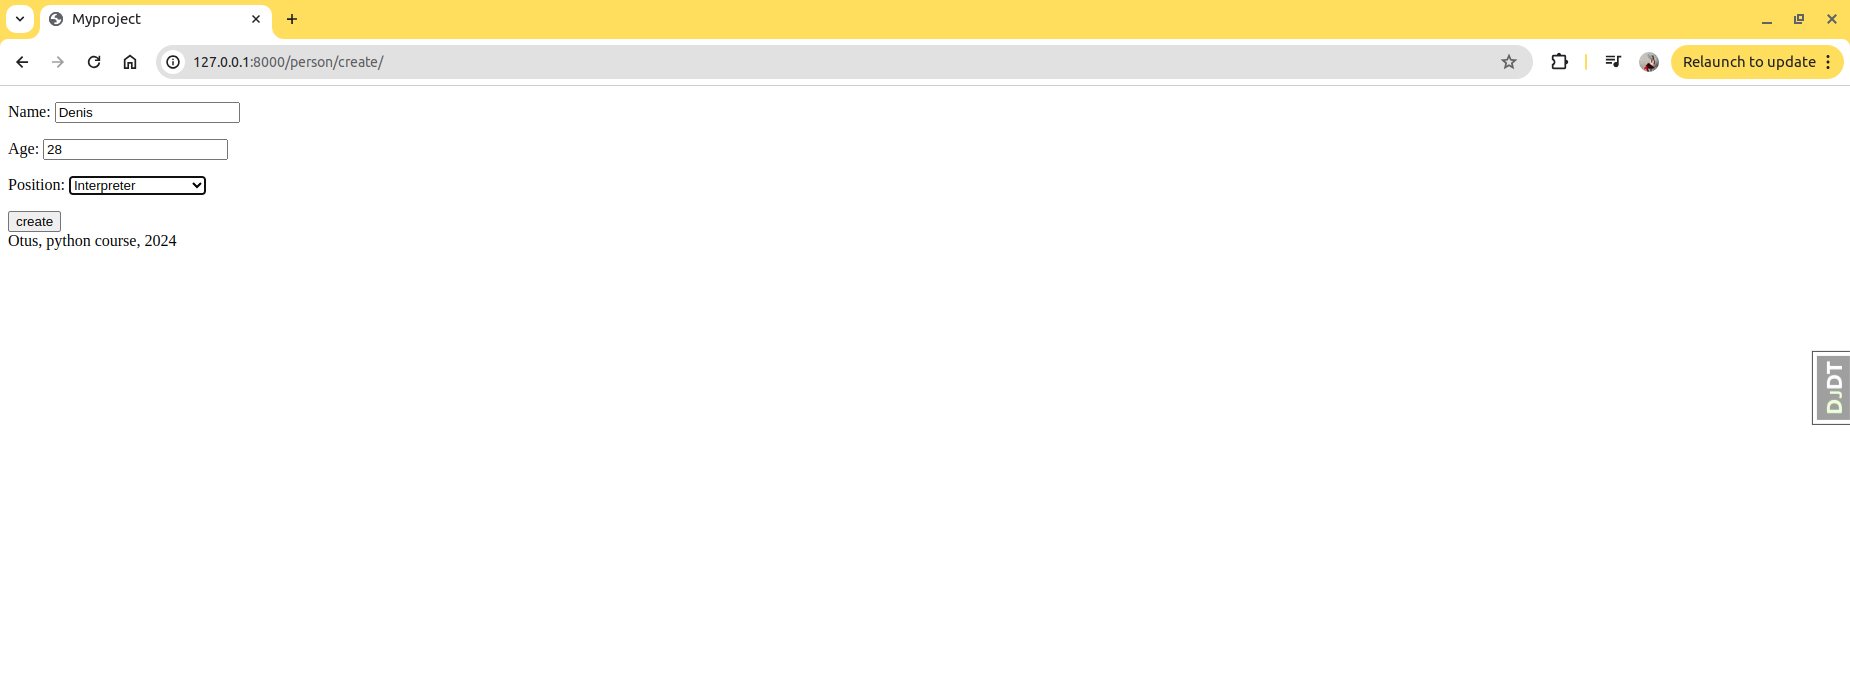 Myproject
127.0.0.1:8000/person/create/
Relaunch to update
Name: Denis
Age: 28
Position: Interpreter
create
Otus, python course, 2024
DJDT